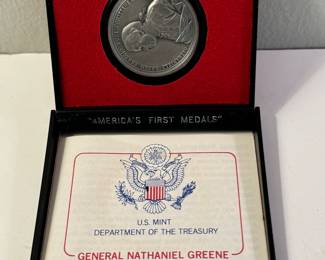 "AMERICA'S FIRST MEDALS"
U.S. MINT
DEPARTMENT OF THE TREASURY
GENERAL NATHANIEL GREENE